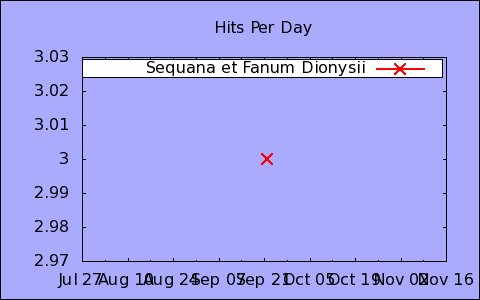 Hits Per Day
3.03
Sequana et Fanum Dionysii
3.02
3.01
3
2.99
2.98
2.97
Jul 27 Aug 10 Aug 24 Sep 07 Sep 21 Oct 05 Oct 19 Nov 02 Nov 16